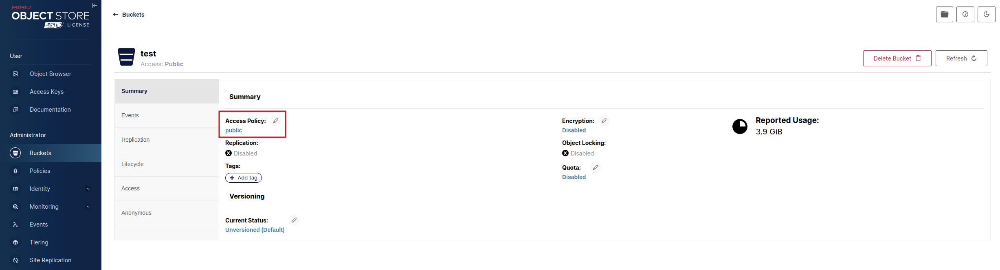 MINIO
OBJECT STORE
AGPLv3 LICENSE
User
Object Browser
Access Keys
Documentation
Administrator
Buckets
Policies
Identity
Monitoring
Events
Tiering
Site Replication
Buckets
test
Access: Public
Delete Bucket
Refresh
Summary
Events
Replication
Lifecycle
Access
Anonymous
Summary
Access Policy:
public
Replication:
Disabled
Tags:
Add tag
Encryption:
Disabled
Object Locking:
Disabled
Quota:
Disabled
Reported Usage:
3.9 GiB
Versioning
Current Status:
Unversioned (Default)